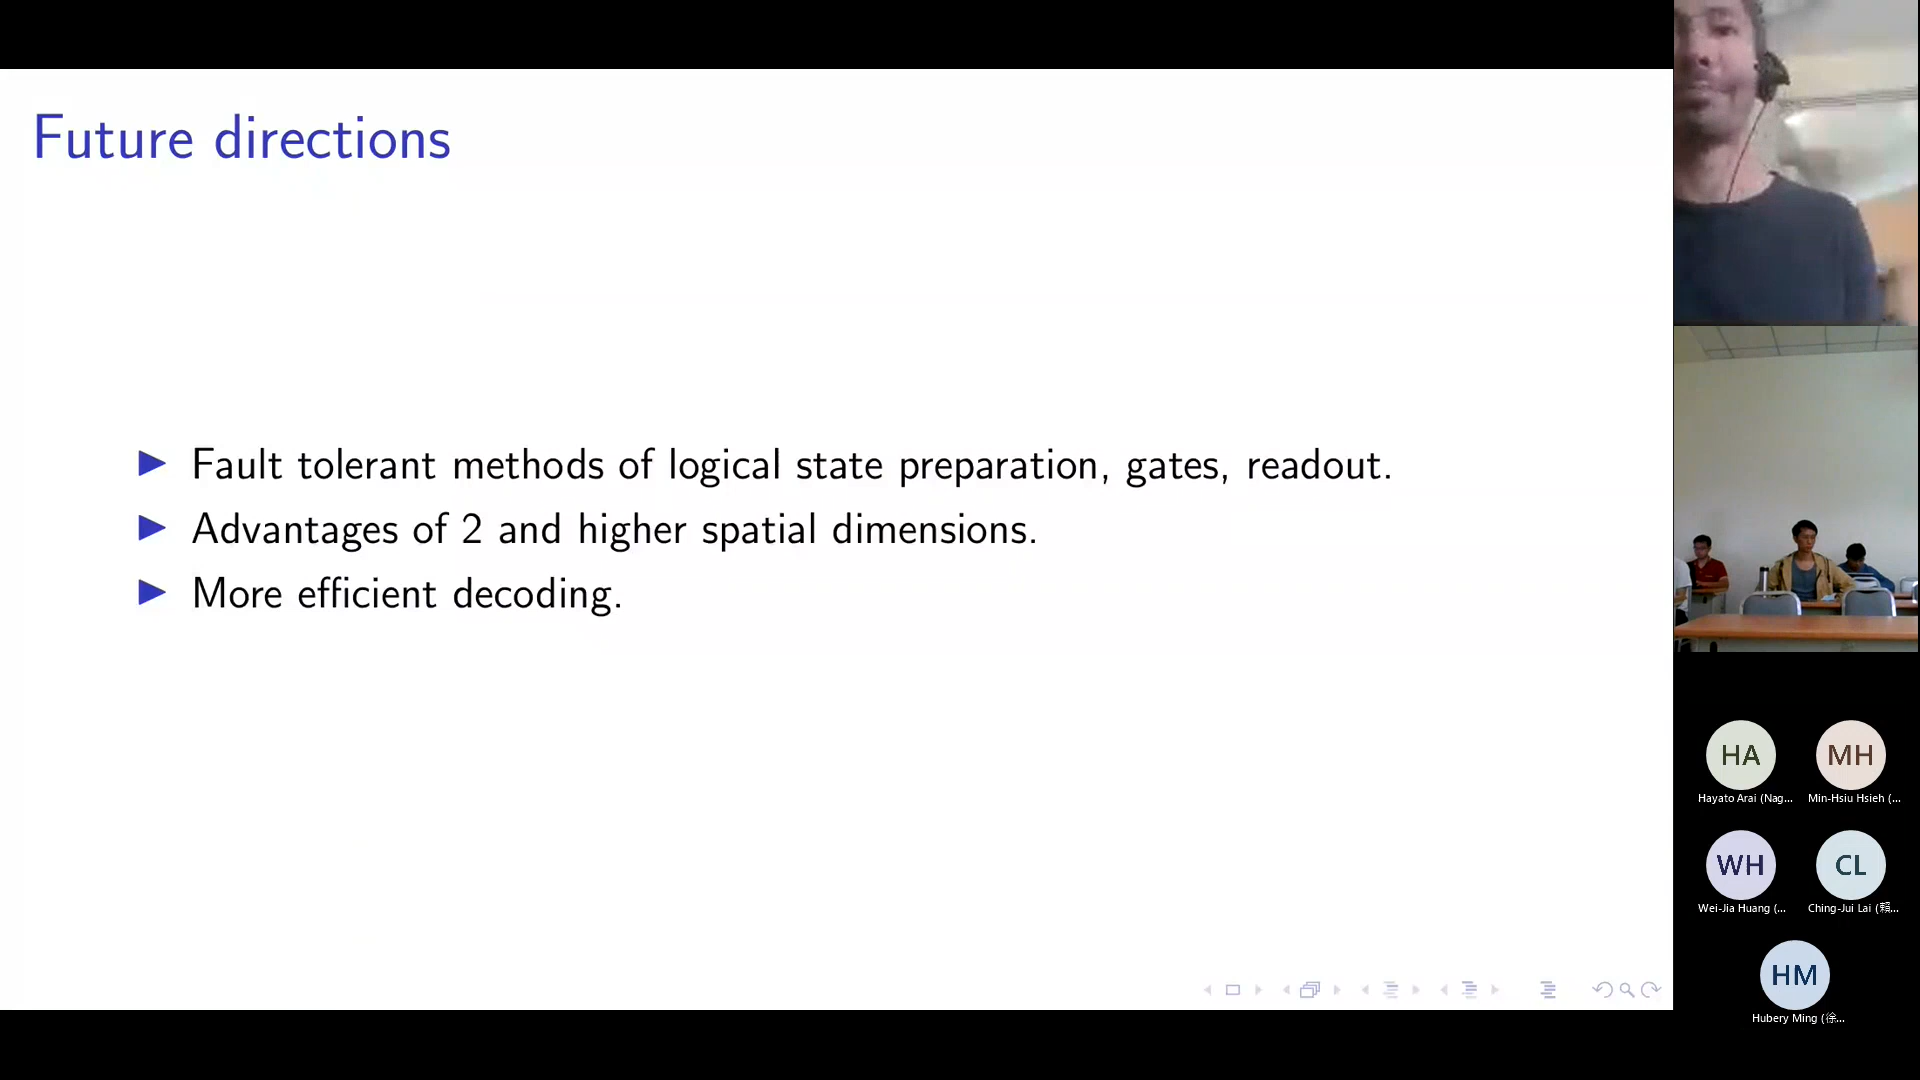 Future directions
Fault tolerant methods of logical state preparation, gates, readout.
Advantages of 2 and higher spatial dimensions.
More efficient decoding.
HA
MH
Hayato Arai (Nag...
Min-Hsiu Hsieh (...
WH
CL
Wei-Jia Huang (...
Ching-Jui Lai (賴...
HM
Hubery Ming (徐...